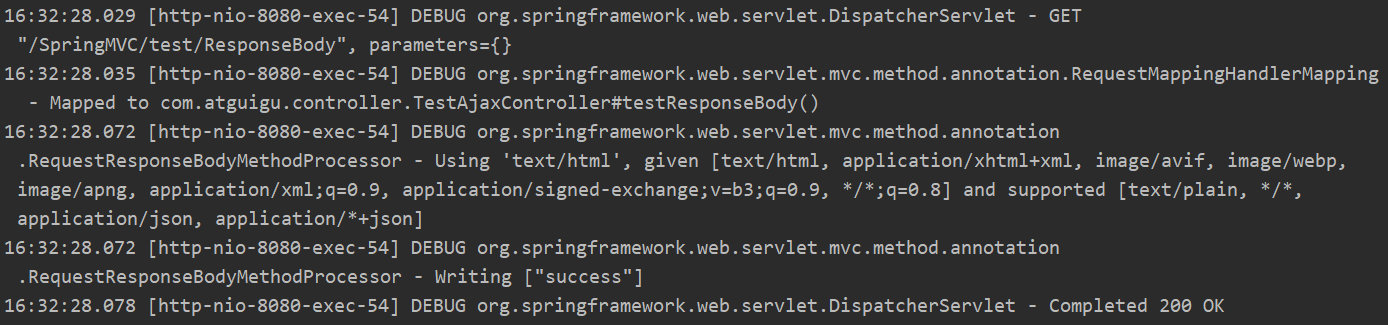 16:32:28.029 [http-nio-8080-exec-54] DEBUG org.springframework.web.servlet.DispatcherServlet - GET
"/SpringMVC/test/ResponseBody", parameters={}
16:32:28.035 [http-nio-8080-exec-54] DEBUG org.springframework.web.servlet.mvc.method.annotation.RequestMappingHandlerMapping
- Mapped to com.atguigu.controller.TestAjaxController#testResponseBody()
16:32:28.072 [http-nio-8080-exec-54] DEBUG org.springframework.web.servlet.mvc.method.annotation
.RequestResponseBodyMethodProcessor - Using 'text/html', given [text/html, application/xhtml+xml, image/avif, image/webp,
image/apng, application/xml;q=0.9, application/signed-exchange;v=b3;q=0.9, */*;q=0.8] and supported [text/plain, */*,
application/json, application/*+json]
16:32:28.072 [http-nio-8080-exec-54] DEBUG org.springframework.web.servlet.mvc.method.annotation
.RequestResponseBodyMethodProcessor - Writing ["success"]
16:32:28.078 [http-nio-8080-exec-54] DEBUG org.springframework.web.servlet.DispatcherServlet - Completed 200 OK